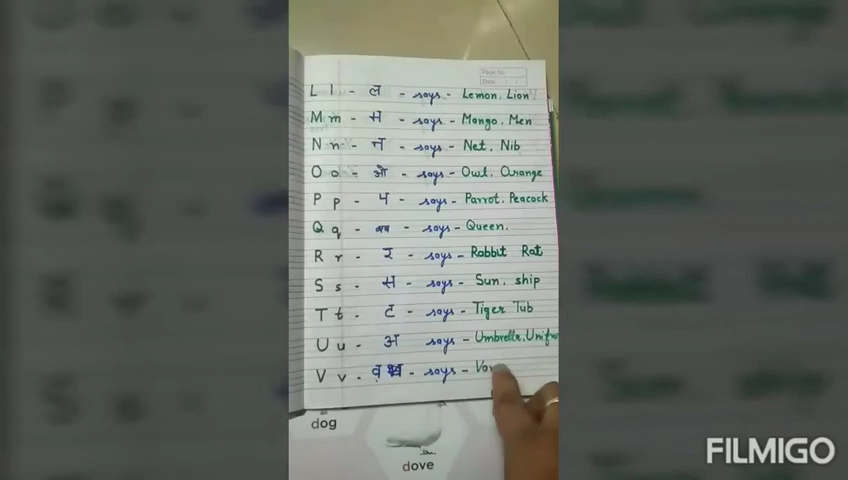 Page No.
Date
L l - ल - says - Lemon, Lion
M m - म - says - Mango, Men
N n - न - says - Net, Nib
O o - ओ - says - Owl, Orange
P p - प - says - Parrot, Peacock
Q q - क्व - says - Queen.
R r - र - says - Rabbit Rat
S s - स - says - Sun, ship
T t - ट - says - Tiger Tub
U u - अ says - Umbrella,
V v - व - says -
dog
dove
FILMIGO